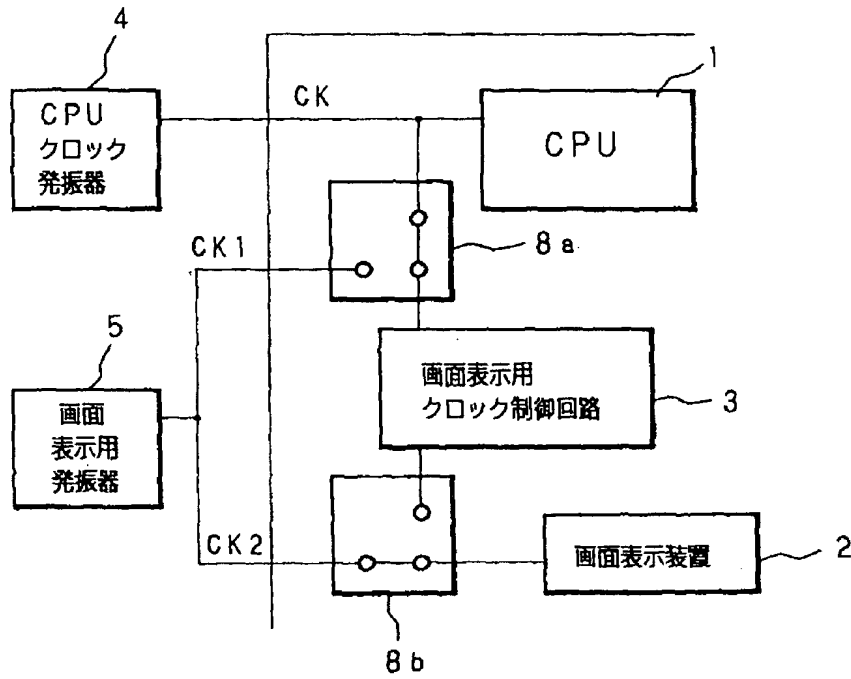 4
CPU
クロック
発振器
CK
1
CPU
8a
CK1
5
画面
表示用
発振器
画面表示用
クロック制御回路
3
CK2
画面表示装置
2
8b